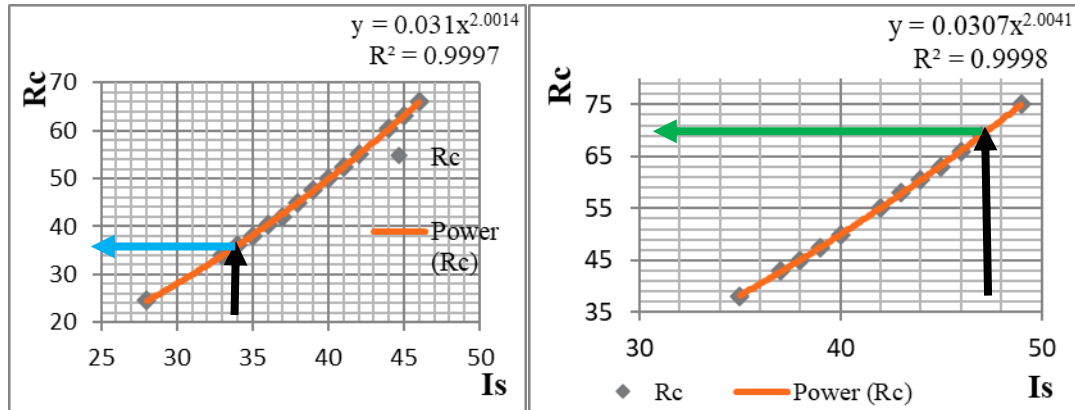 y = 0.031x^2.0014
R² = 0.9997
Rc
70
60
50
40
30
20
25 30 35 40 45 50
Is
Rc
Power
(Rc)
y = 0.0307x^2.0041
R² = 0.9998
Rc
75
65
55
45
35
30 40 50
Rc Power (Rc) Is